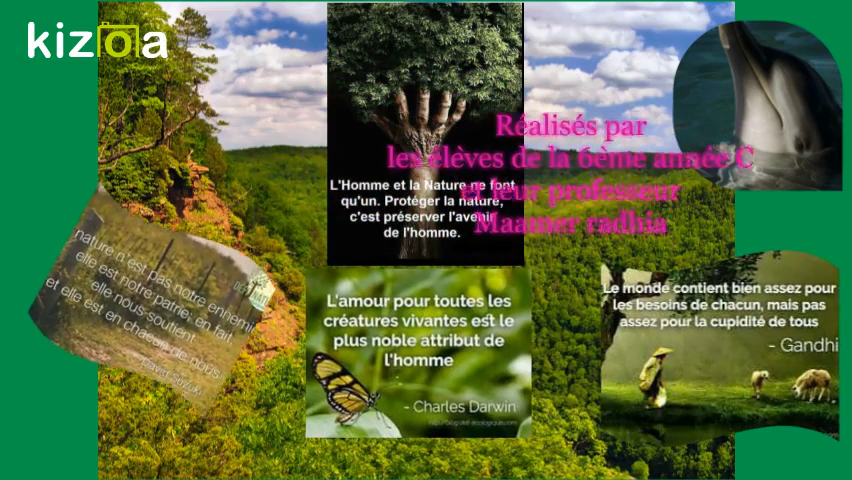 kizoa
Réalisés par
les élèves de la 6ème année C
et leur professeur
Maamer radhia
L'Homme et la Nature ne font
qu'un. Protéger la nature,
c'est préserver l'avenir
de l'homme.
nature n'est pas notre ennemi
elle est notre patrie; en fait,
elle nous soutient
et elle est en chacun de nous.
L'amour pour toutes les
créatures vivantes est le
plus noble attribut de
l'homme
- Charles Darwin
Le monde contient bien assez pour
les besoins de chacun, mais pas
assez pour la cupidité de tous
- Gandhi